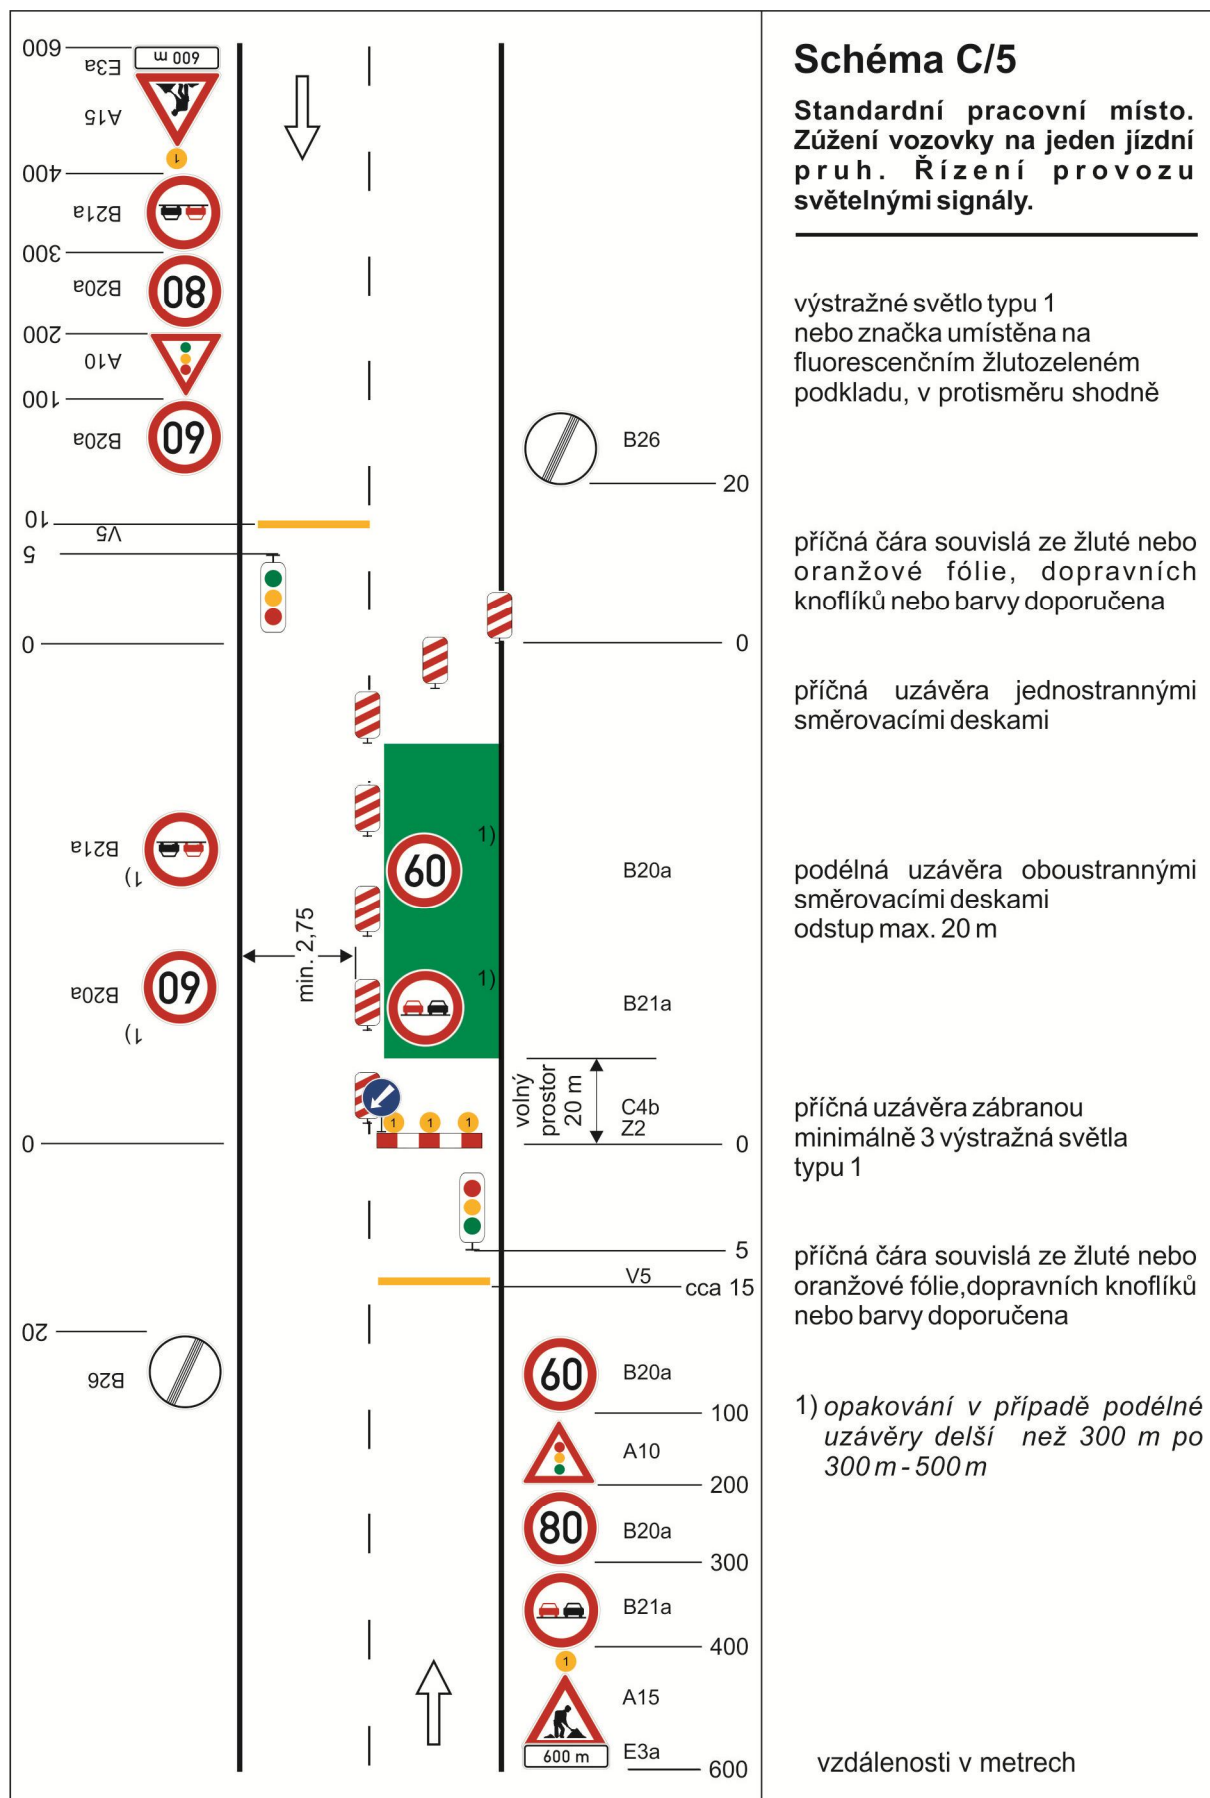 600
E3a
600 m
A15
1
400
B21a
300
B20a
80
200
A10
100
B20a
60
10
V5
5
0
B21a
1)
B20a
60
1)
0
20
B26
min. 2,75
B26
20
0
1)
60
B20a
1)
B21a
volný
prostor
20 m
C4b
Z2
1 1 1
0
5
V5
cca 15
60
B20a
100
A10
200
80
B20a
300
B21a
400
1
A15
600 m
E3a
600
Schéma C/5
Standardní pracovní místo.
Zúžení vozovky na jeden jízdní
pruh. Řízení provozu
světelnými signály.
výstražné světlo typu 1
nebo značka umístěna na
fluorescenčním žlutozeleném
podkladu, v protisměru shodně
příčná čára souvislá ze žluté nebo
oranžové fólie, dopravních
knoflíků nebo barvy doporučena
příčná uzávěra jednostrannými
směrovacími deskami
podélná uzávěra oboustrannými
směrovacími deskami
odstup max. 20 m
příčná uzávěra zábranou
minimálně 3 výstražná světla
typu 1
příčná čára souvislá ze žluté nebo
oranžové fólie,dopravních knoflíků
nebo barvy doporučena
1) opakování v případě podélné
uzávěry delší než 300 m po
300 m - 500 m
vzdálenosti v metrech